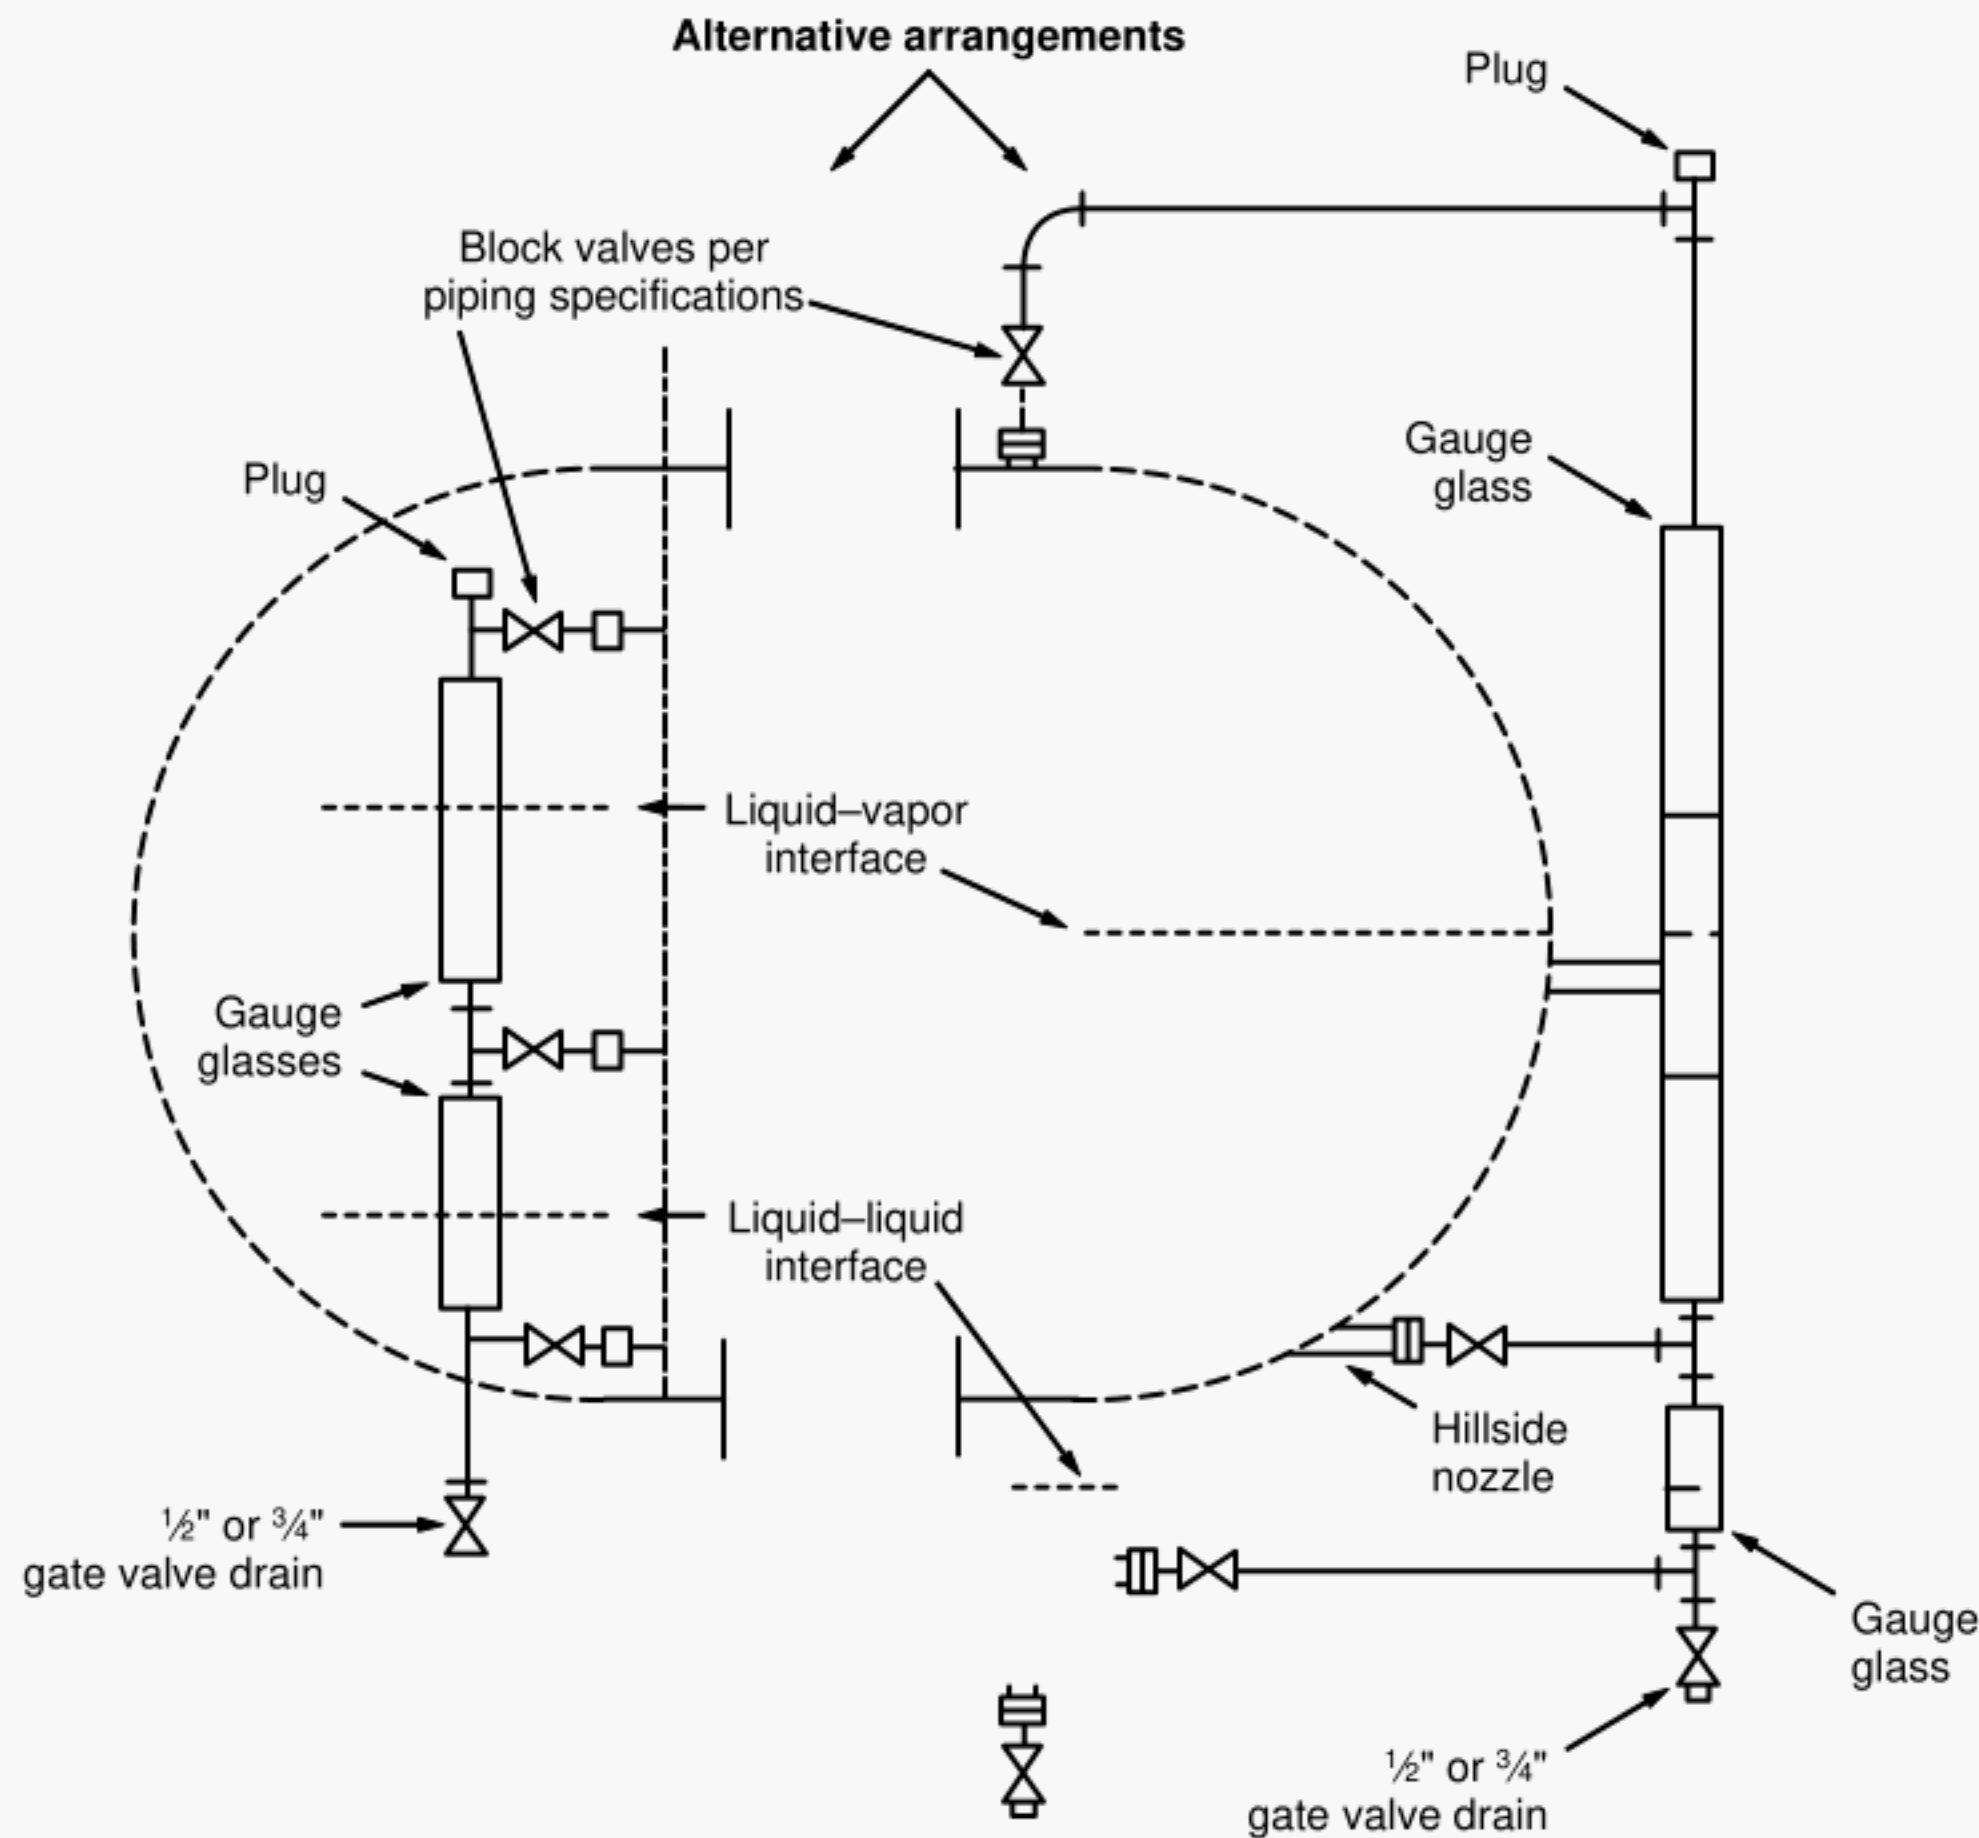 Alternative arrangements
Plug
Block valves per
piping specifications
Gauge
glass
Plug
Liquid–vapor
interface
Gauge
glasses
Liquid–liquid
interface
Hillside
nozzle
½" or ¾"
gate valve drain
Gauge
glass
½" or ¾"
gate valve drain